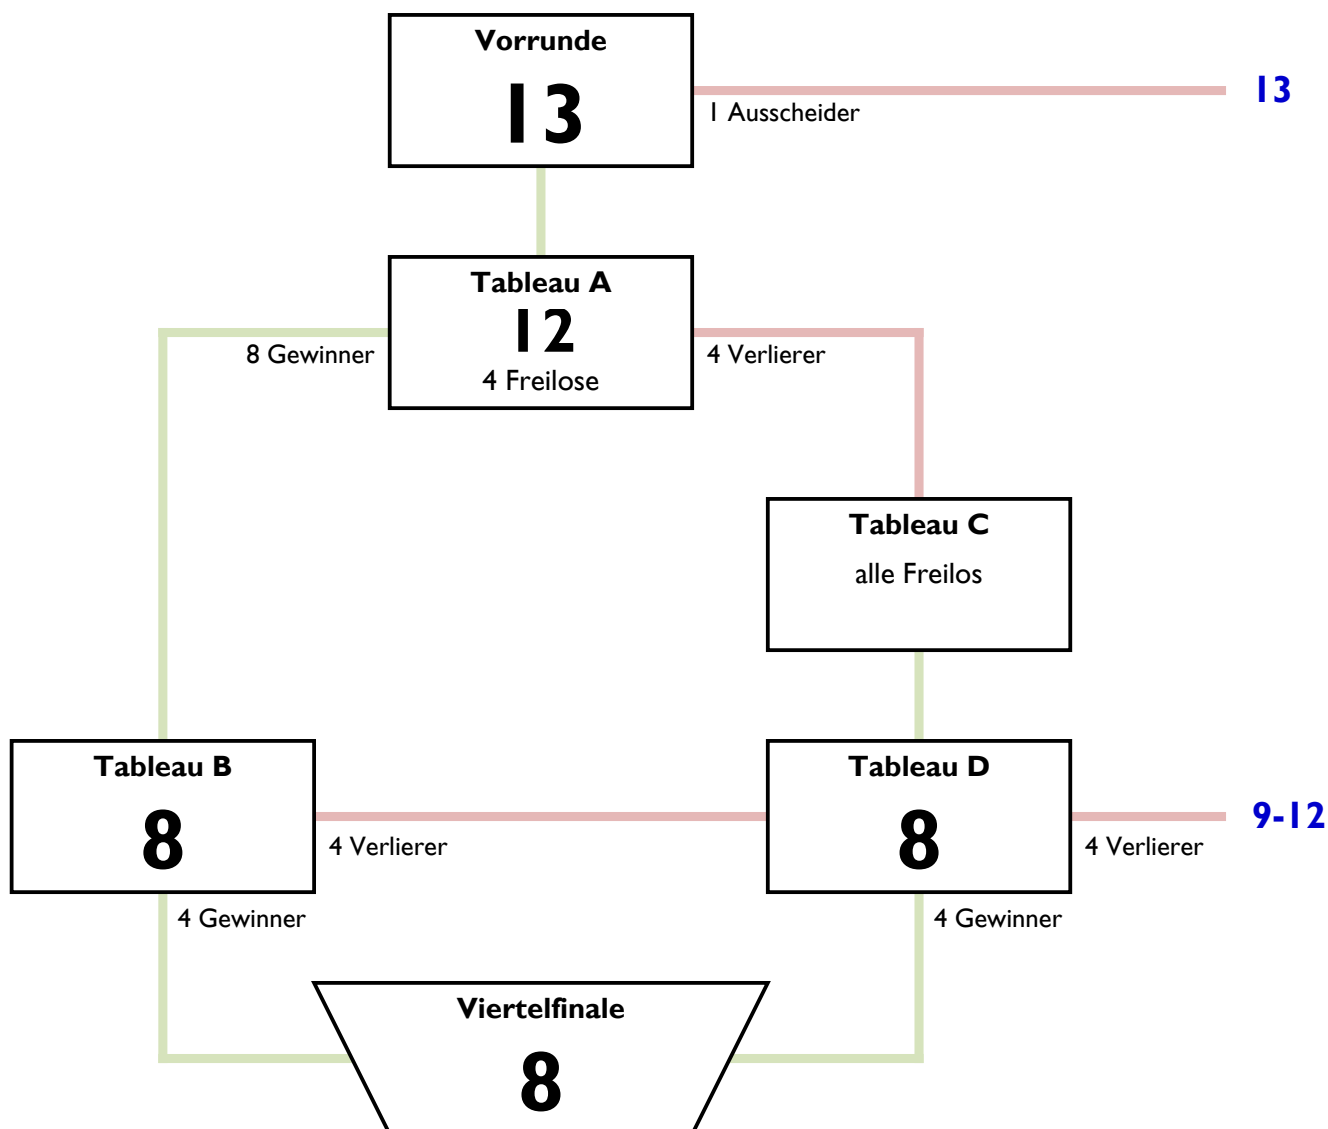 Vorrunde
13
13
1 Ausscheider
Tableau A
12
4 Freilose
8 Gewinner
4 Verlierer
Tableau C
alle Freilos
Tableau B
8
4 Verlierer
Tableau D
8
4 Verlierer
9-12
4 Gewinner
4 Gewinner
Viertelfinale
8